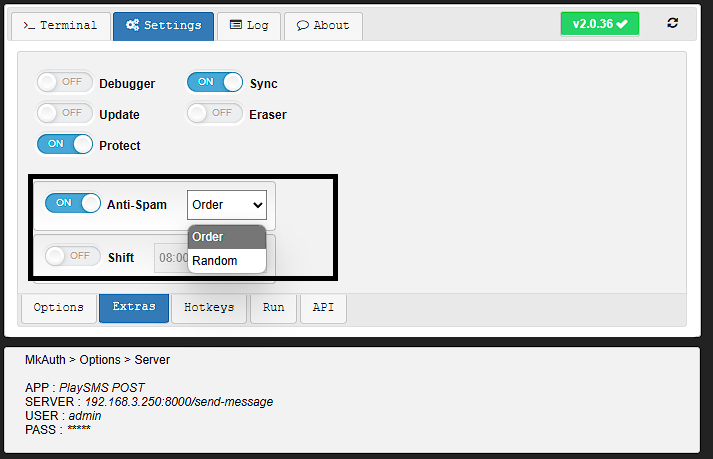 >_ Terminal Settings Log About v2.0.36
OFF Debugger ON Sync
OFF Update OFF Eraser
ON Protect
ON Anti-Spam Order
Order
OFF Shift 08:00
Random
Options Extras Hotkeys Run API
MkAuth > Options > Server
APP : PlaySMS POST
SERVER : 192.168.3.250:8000/send-message
USER : admin
PASS : *****